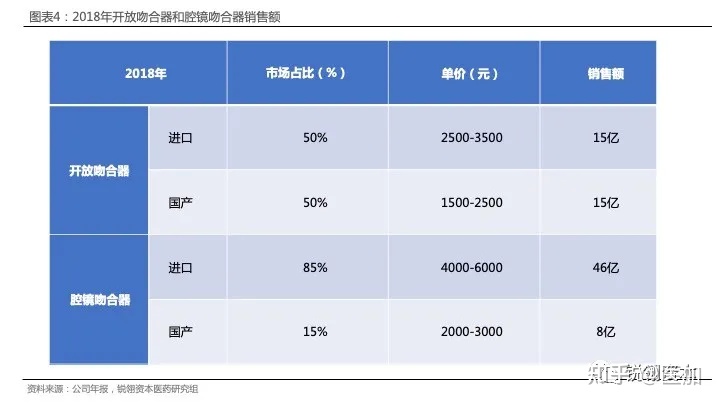 图表4：2018年开放吻合器和腔镜吻合器销售额
2018年 市场占比（%） 单价（元） 销售额
开放吻合器 进口 50% 2500-3500 15亿
国产 50% 1500-2500 15亿
腔镜吻合器 进口 85% 4000-6000 46亿
国产 15% 2000-3000 8亿
资料来源：公司年报，锐翎资本医药研究组
知乎 @医加